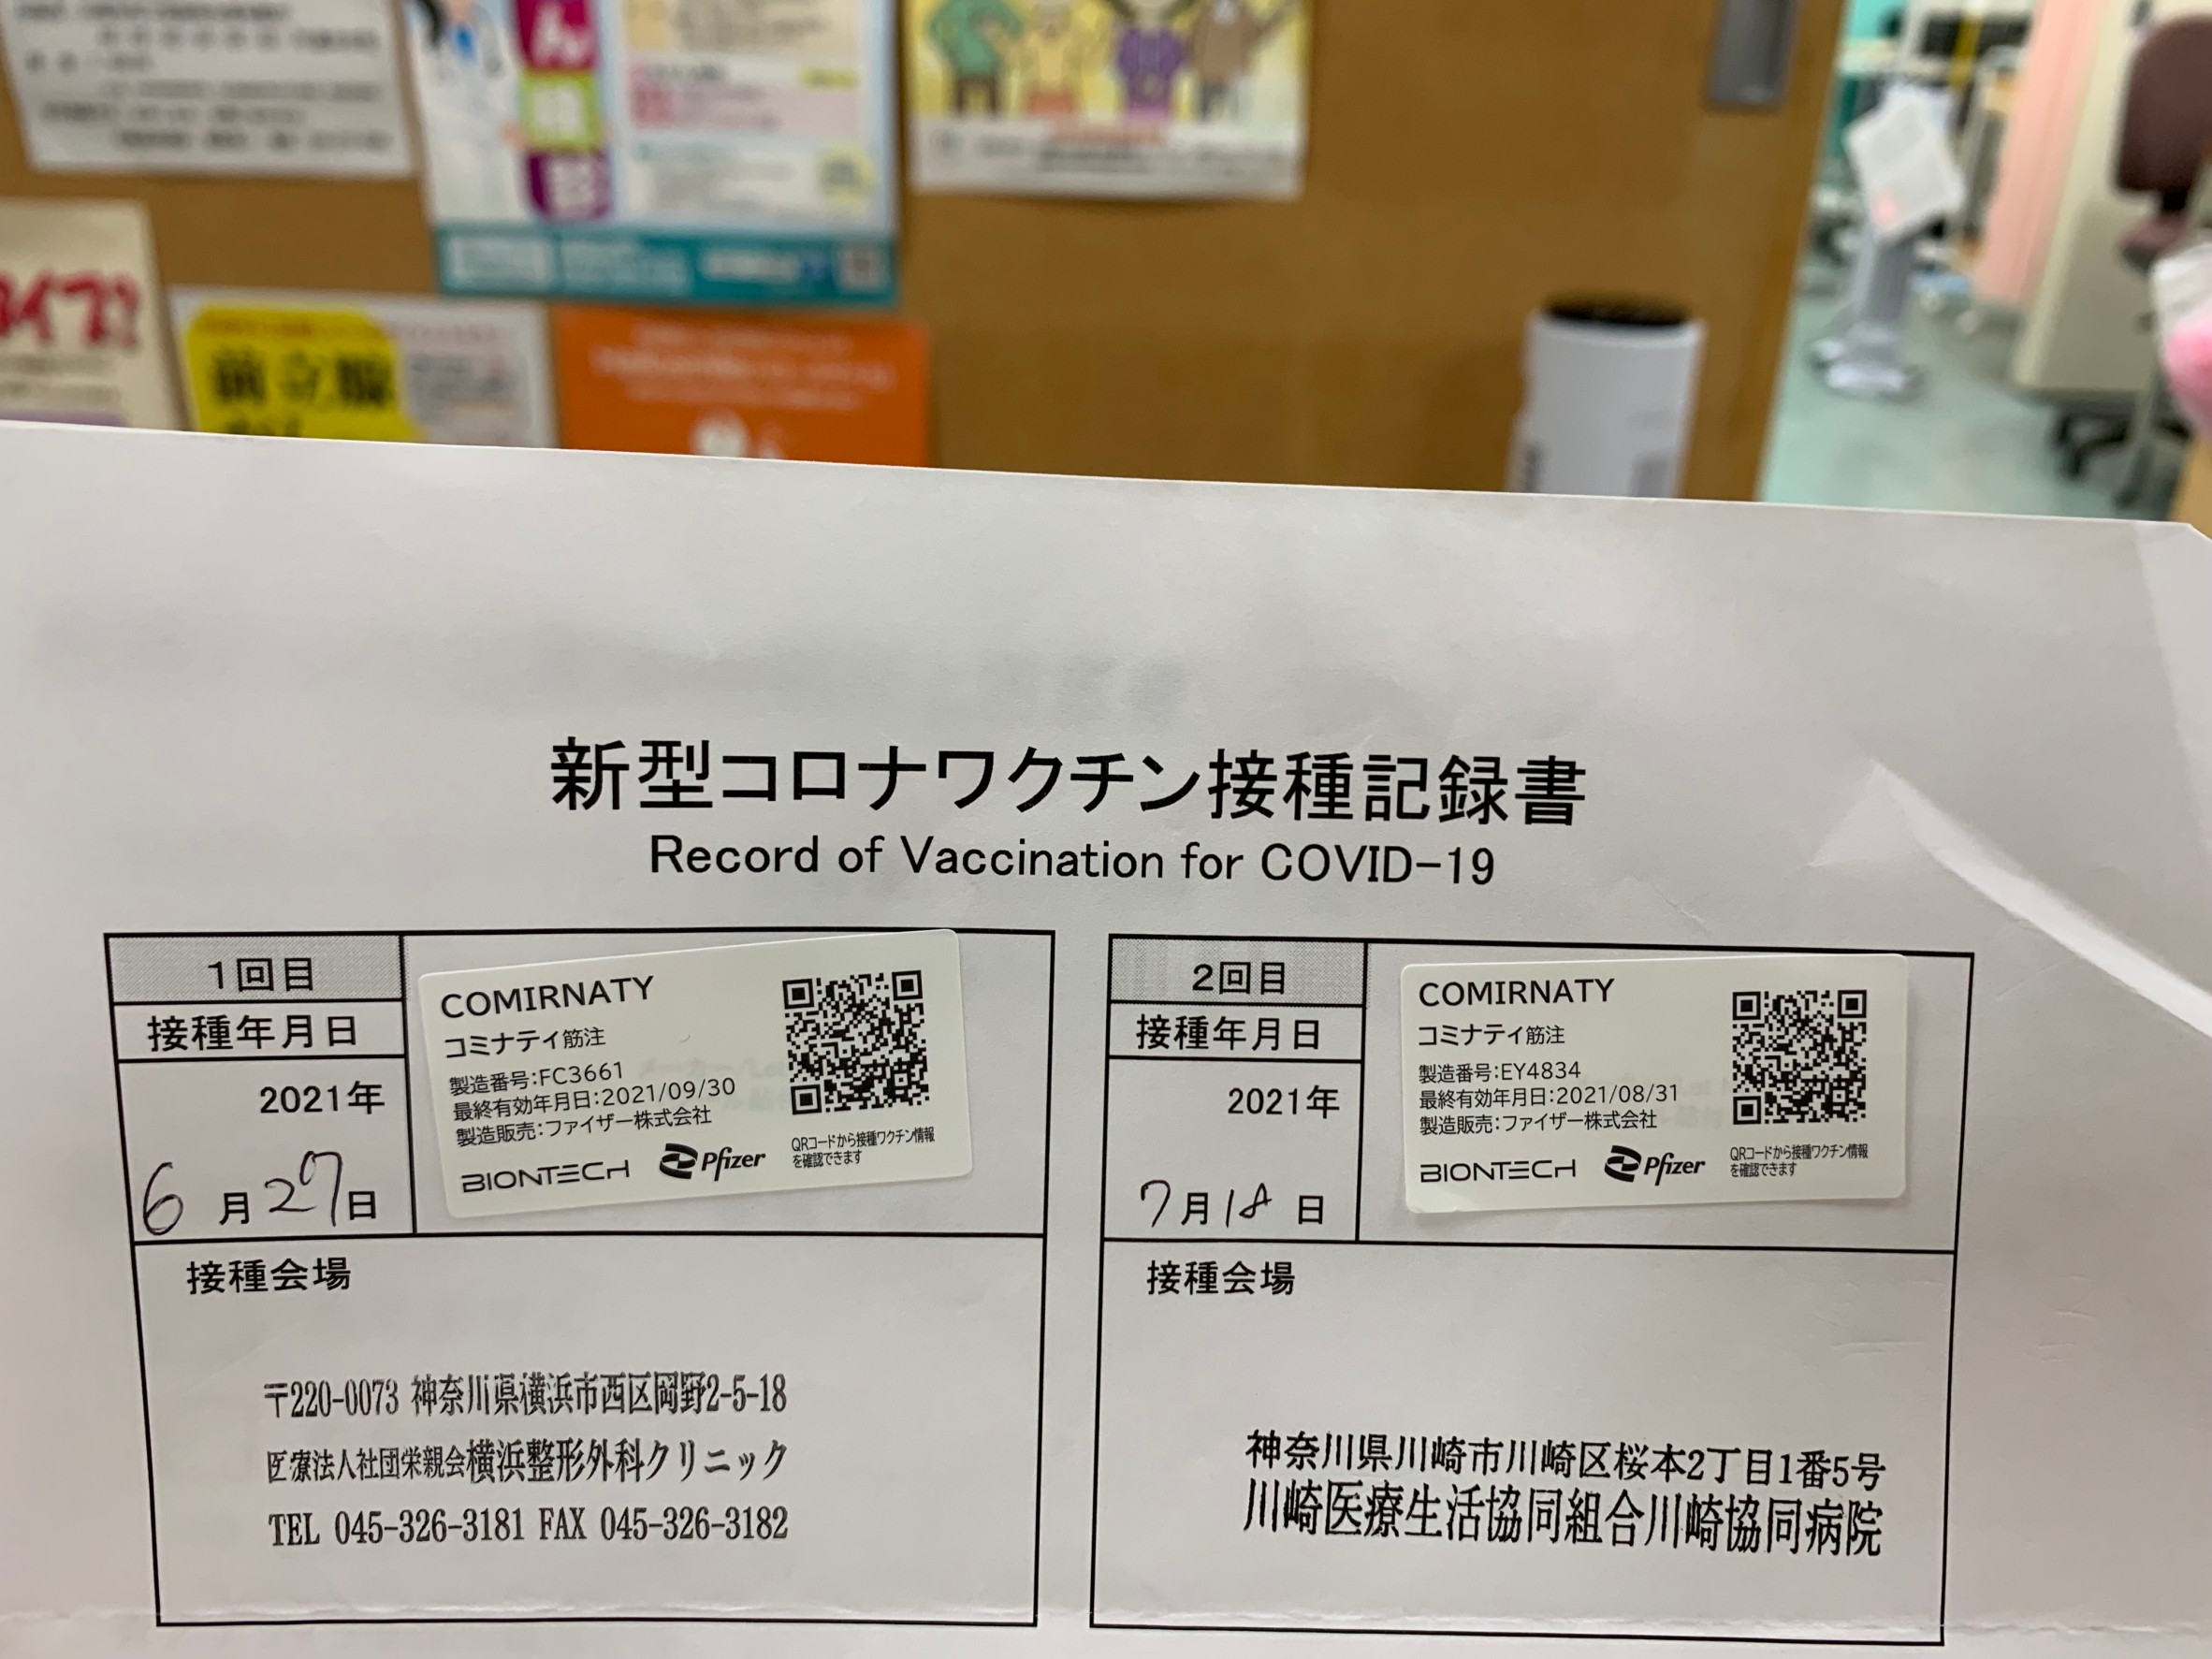 ん
検
診
タイプ?
前立腺
新型コロナワクチン接種記録書
Record of Vaccination for COVID-19
1回目
接種年月日
2021年
6月27日
COMIRNATY
コミナティ筋注
製造番号:FC3661
最終有効年月日:2021/09/30
製造販売:ファイザー株式会社
BIONTECH Pfizer
QRコードから接種ワクチン情報
を確認できます
接種会場
〒220-0073 神奈川県横浜市西区岡野2-5-18
医療法人社団栄親会横浜整形外科クリニック
TEL 045-326-3181 FAX 045-326-3182
2回目
接種年月日
2021年
7月18日
COMIRNATY
コミナティ筋注
製造番号:EY4834
最終有効年月日:2021/08/31
製造販売:ファイザー株式会社
BIONTECH Pfizer
QRコードから接種ワクチン情報
を確認できます
接種会場
神奈川県川崎市川崎区桜本2丁目1番5号
川崎医療生活協同組合川崎協同病院